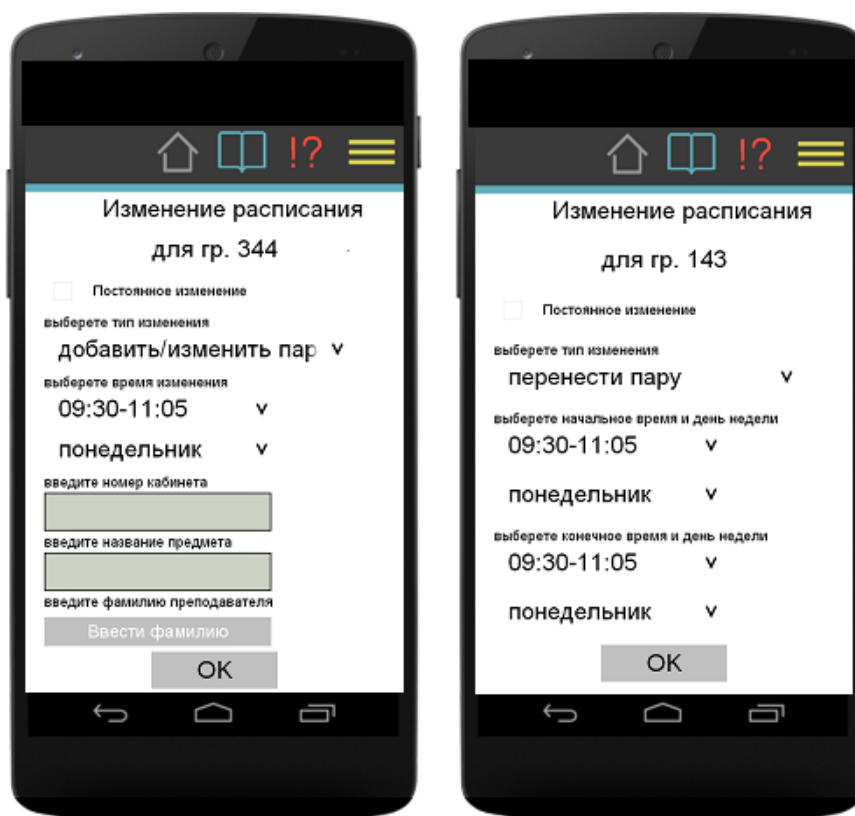 !?
Изменение расписания
для гр. 344
Постоянное изменение
выберете тип изменения
добавить/изменить пар
выберете время изменения
09:30-11:05
понедельник
введите номер кабинета
введите название предмета
введите фамилию преподавателя
Ввести фамилию
OK
!?
Изменение расписания
для гр. 143
Постоянное изменение
выберете тип изменения
перенести пару
выберете начальное время и день недели
09:30-11:05
понедельник
выберете конечное время и день недели
09:30-11:05
понедельник
OK